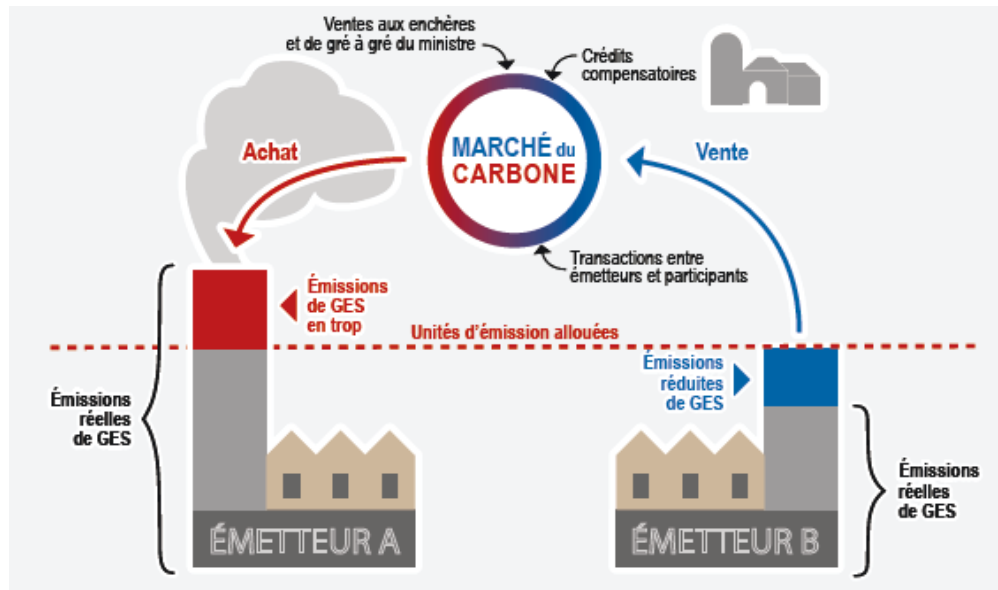 Ventes aux enchères
et de gré à gré du ministre
Crédits
compensatoires
Achat
MARCHÉ du
CARBONE
Vente
Transactions entre
émetteurs et participants
Émissions
de GES
en trop
Unités d'émission allouées
Émissions
réduites
de GES
Émissions
réelles
de GES
Émissions
réelles
de GES
ÉMETTEUR A
ÉMETTEUR B